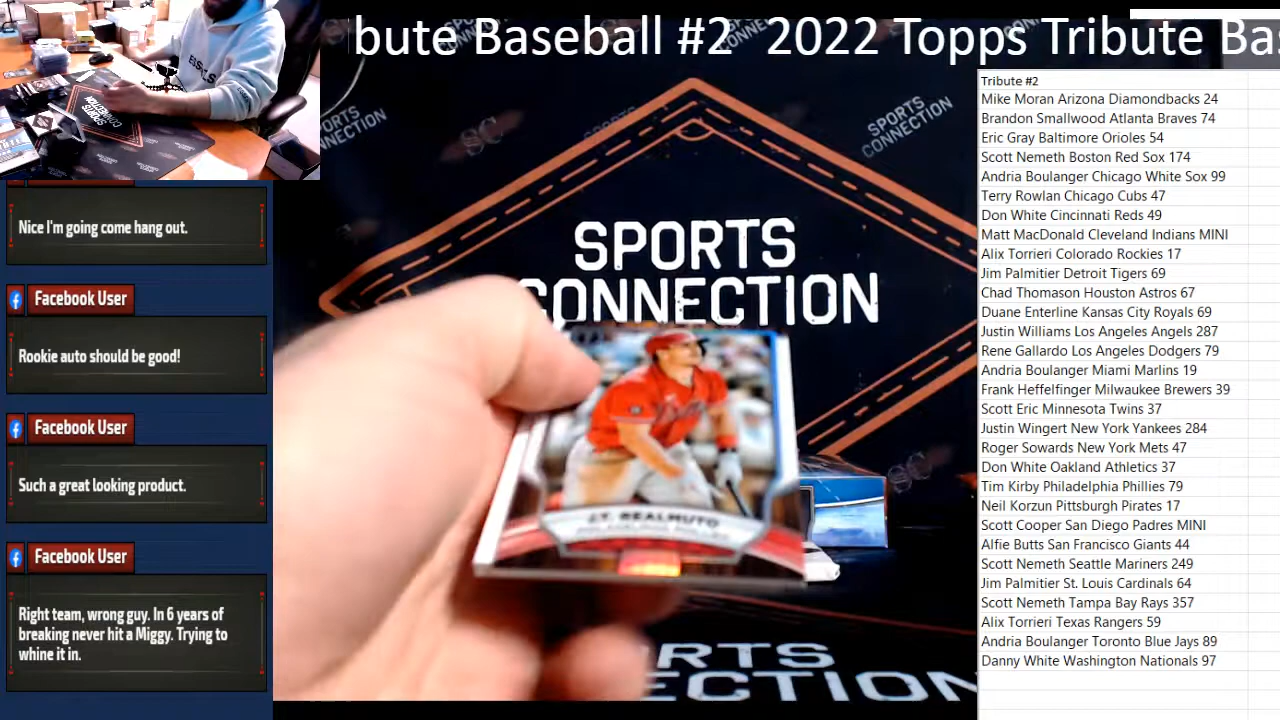 bute Baseball #2 2022 Topps Tribute Bas
SPORTS
CONNECTION
SPORTS
CONNECTION
SC
SPORTS
CONNECTION
J.T. REALMUTO
RTS
ECTION
Nice I'm going come hang out.
Facebook User
Rookie auto should be good!
Facebook User
Such a great looking product.
Facebook User
Right team, wrong guy. In 6 years of
breaking never hit a Miggy. Trying to
whine it in.
Tribute #2
Mike Moran Arizona Diamondbacks 24
Brandon Smallwood Atlanta Braves 74
Eric Gray Baltimore Orioles 54
Scott Nemeth Boston Red Sox 174
Andria Boulanger Chicago White Sox 99
Terry Rowlan Chicago Cubs 47
Don White Cincinnati Reds 49
Matt MacDonald Cleveland Indians MINI
Alix Torrieri Colorado Rockies 17
Jim Palmitier Detroit Tigers 69
Chad Thomason Houston Astros 67
Duane Enterline Kansas City Royals 69
Justin Williams Los Angeles Angels 287
Rene Gallardo Los Angeles Dodgers 79
Andria Boulanger Miami Marlins 19
Frank Heffelfinger Milwaukee Brewers 39
Scott Eric Minnesota Twins 37
Justin Wingert New York Yankees 284
Roger Sowards New York Mets 47
Don White Oakland Athletics 37
Tim Kirby Philadelphia Phillies 79
Neil Korzun Pittsburgh Pirates 17
Scott Cooper San Diego Padres MINI
Alfie Butts San Francisco Giants 44
Scott Nemeth Seattle Mariners 249
Jim Palmitier St. Louis Cardinals 64
Scott Nemeth Tampa Bay Rays 357
Alix Torrieri Texas Rangers 59
Andria Boulanger Toronto Blue Jays 89
Danny White Washington Nationals 97